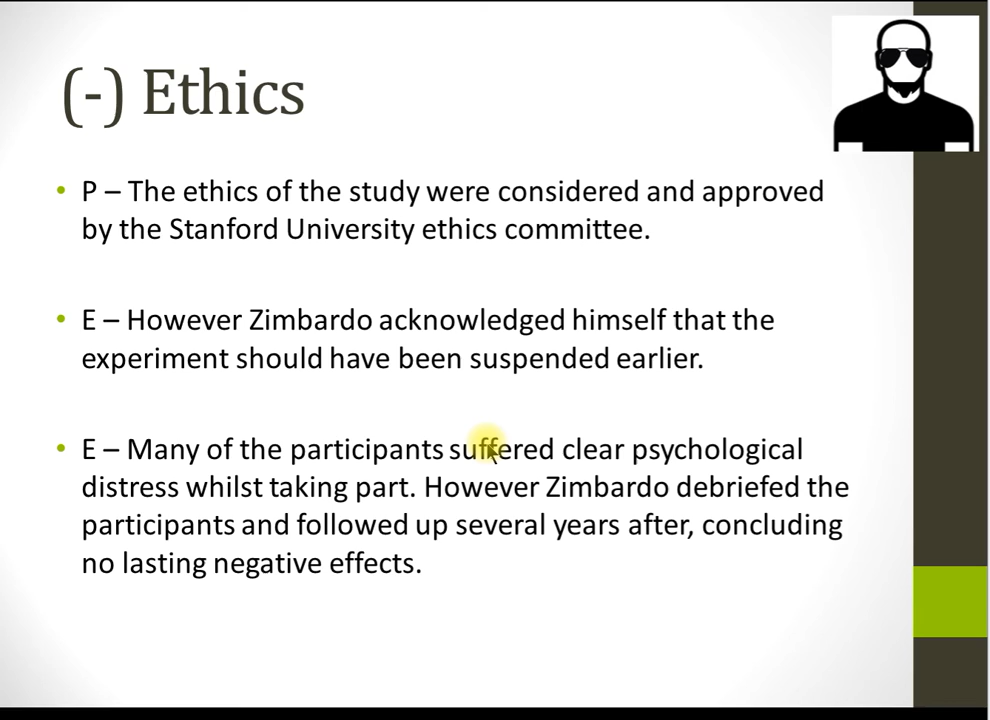 (-) Ethics
• P – The ethics of the study were considered and approved
by the Stanford University ethics committee.
• E – However Zimbardo acknowledged himself that the
experiment should have been suspended earlier.
• E – Many of the participants suffered clear psychological
distress whilst taking part. However Zimbardo debriefed the
participants and followed up several years after, concluding
no lasting negative effects.